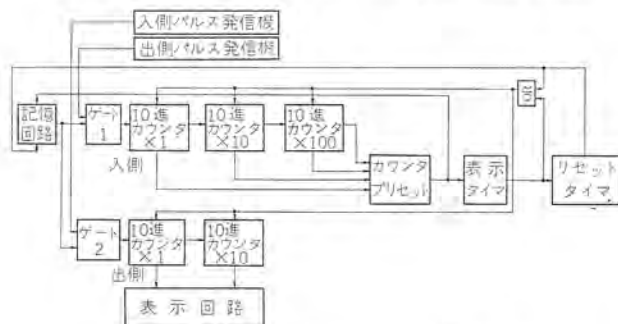 入側パルス発信機
出側パルス発信機
記憶
回路
ゲート
1
10進
カウンタ
×1
10進
カウンタ
×10
10進
カウンタ
×100
入側
カウンタ
プリセット
表示
タイマ
リセット
タイマ
ゲート
2
10進
カウンタ
×1
10進
カウンタ
×10
出側
表示回路